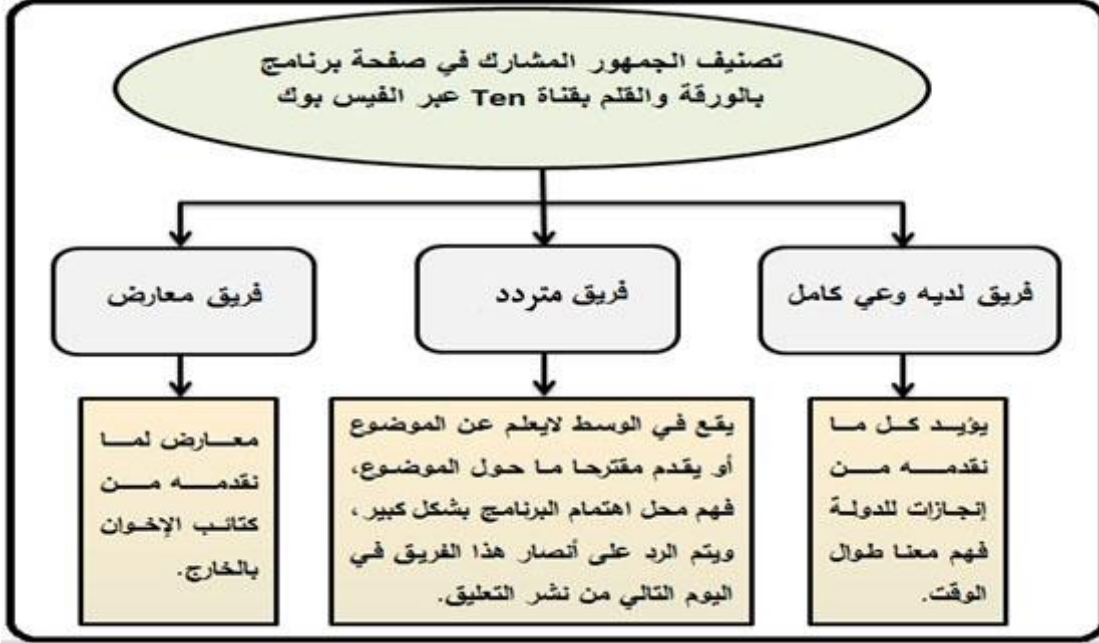 تصنيف الجمهور المشارك في صفحة برنامج
بالورقة والقلم بقناة Ten عبر الفيس بوك
فريق لديه وعي كامل
فريق متردد
فريق معارض
يؤيد كل ما
نقدمه من
إنجازات للدولة
فهم معنا طوال
الوقت.
يقع في الوسط لايعلم عن الموضوع
أو يقدم مقترحا ما حول الموضوع،
فهم محل اهتمام البرنامج بشكل كبير،
ويتم الرد على أنصار هذا الفريق في
اليوم التالي من نشر التعليق.
معارض لما
نقدمه من
كتائب الإخوان
بالخارج.